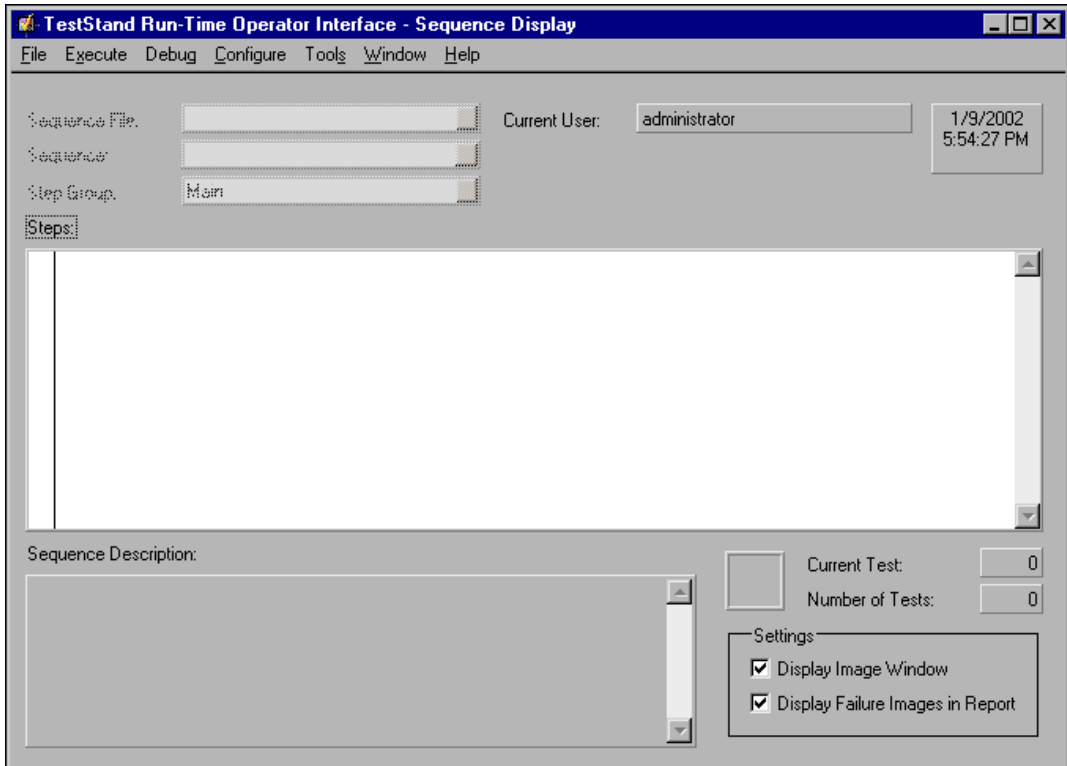 TestStand Run-Time Operator Interface - Sequence Display
File Execute Debug Configure Tools Window Help
Sequence File: Current User: administrator 1/9/2002
5:54:27 PM
Sequence:
Step Group: Main
Steps:
Sequence Description:
Current Test: 0
Number of Tests: 0
Settings
Display Image Window
Display Failure Images in Report